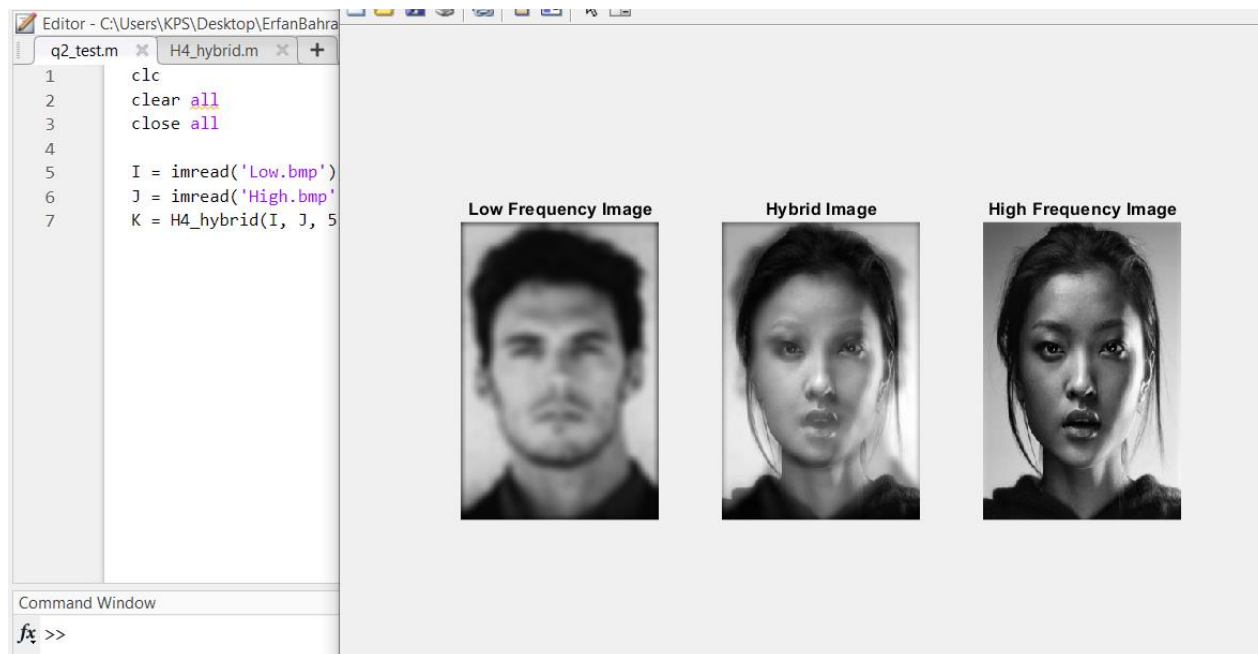 Editor - C:\Users\KPS\Desktop\ErfanBahra
q2_test.m H4_hybrid.m +
1 clc
2 clear all
3 close all
4
5 I = imread('Low.bmp')
6 J = imread('High.bmp'
7 K = H4_hybrid(I, J, 5
Low Frequency Image Hybrid Image High Frequency Image
Command Window
fx >>